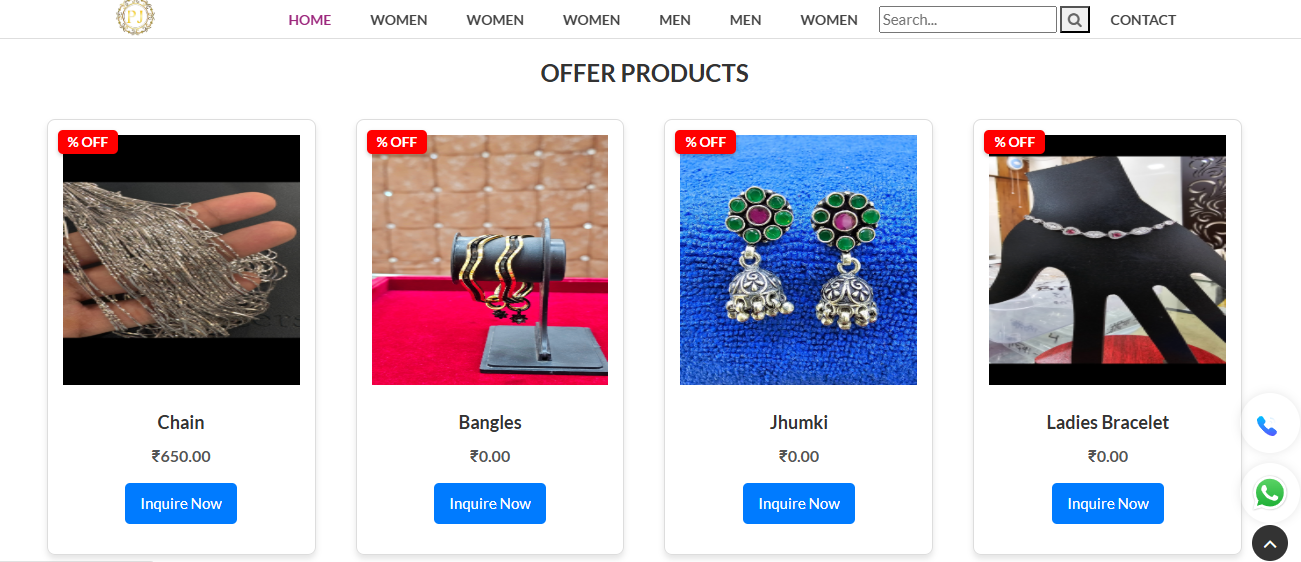 PJ
HOME WOMEN WOMEN WOMEN MEN MEN WOMEN Search... CONTACT
OFFER PRODUCTS
% OFF % OFF % OFF % OFF
Chain Bangles Jhumki Ladies Bracelet
₹650.00 ₹0.00 ₹0.00 ₹0.00
Inquire Now Inquire Now Inquire Now Inquire Now